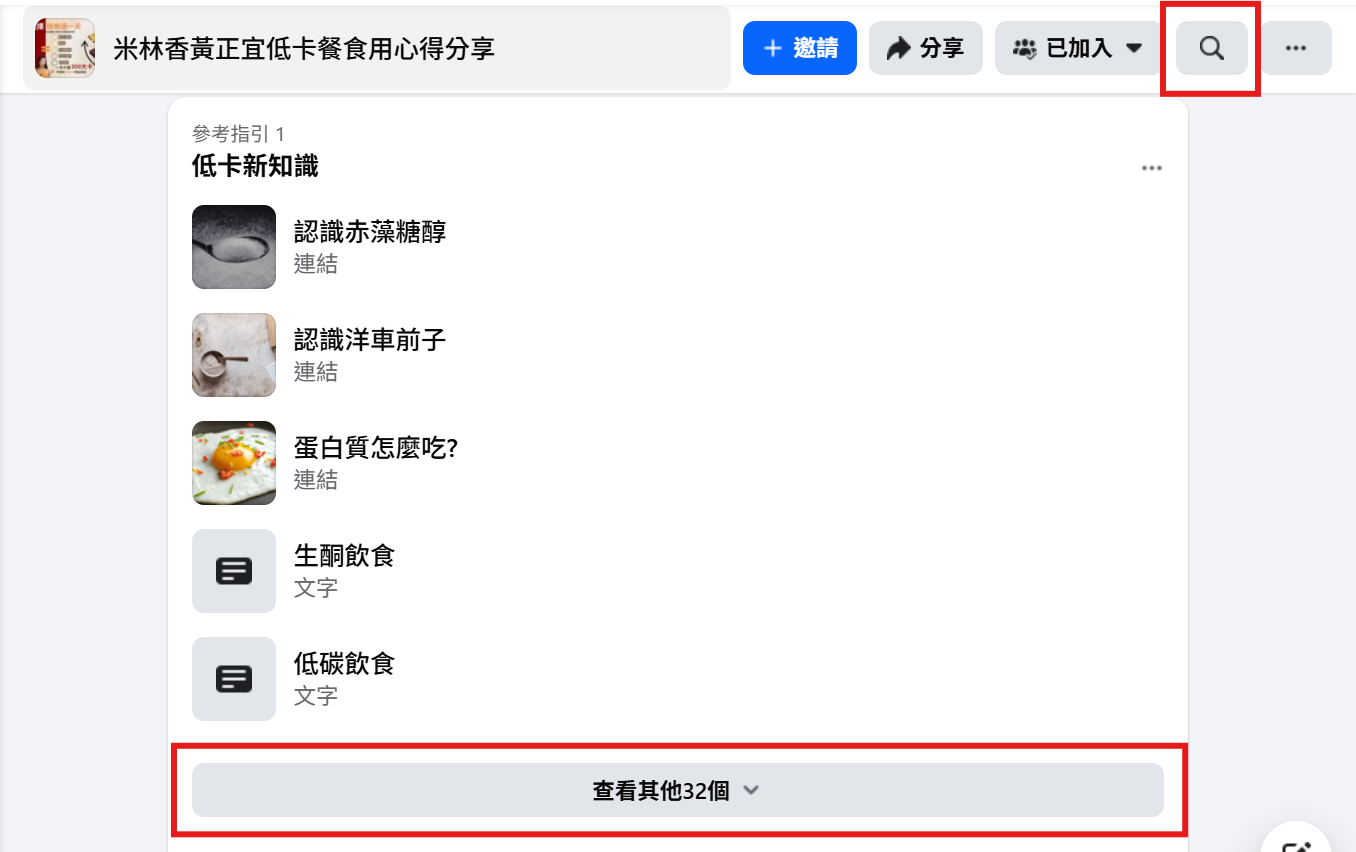 米林香黃正宜低卡餐食用心得分享
+ 邀請
分享
已加入
參考指引 1
低卡新知識
認識赤藻糖醇
連結
認識洋車前子
連結
蛋白質怎麼吃?
連結
生酮飲食
文字
低碳飲食
文字
查看其他32個